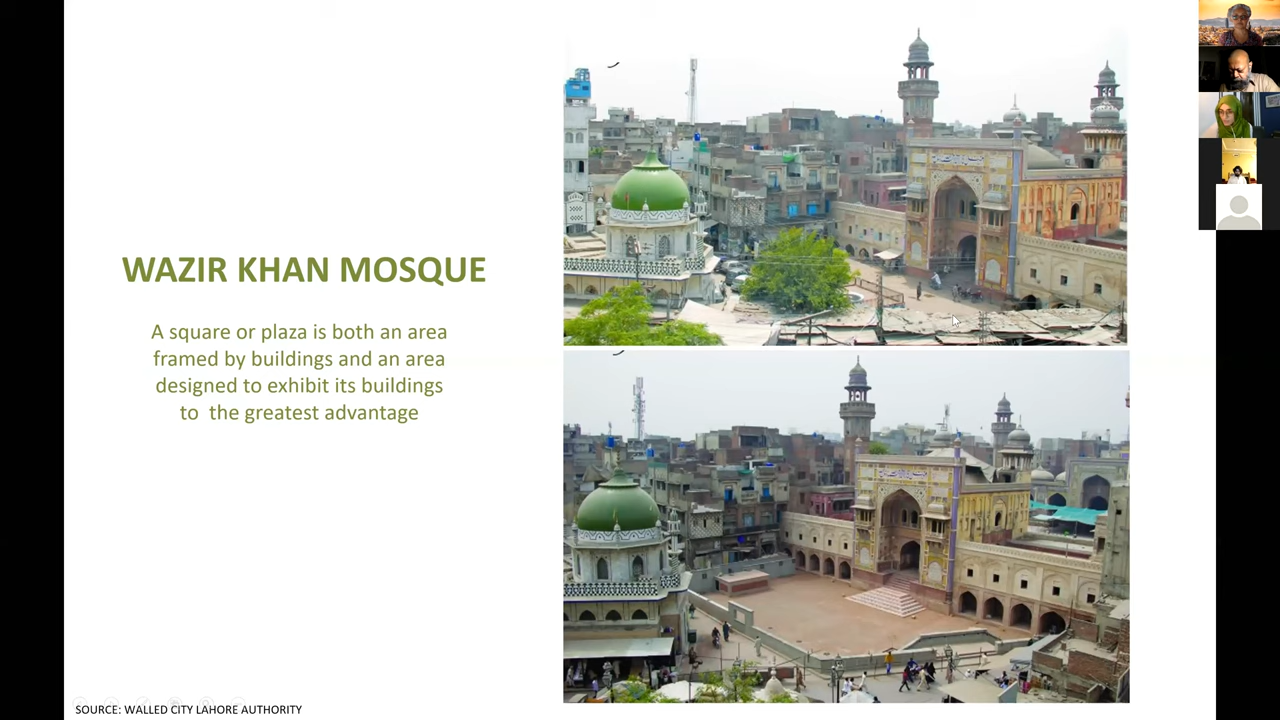 WAZIR KHAN MOSQUE
A square or plaza is both an area
framed by buildings and an area
designed to exhibit its buildings
to the greatest advantage
SOURCE: WALLED CITY LAHORE AUTHORITY